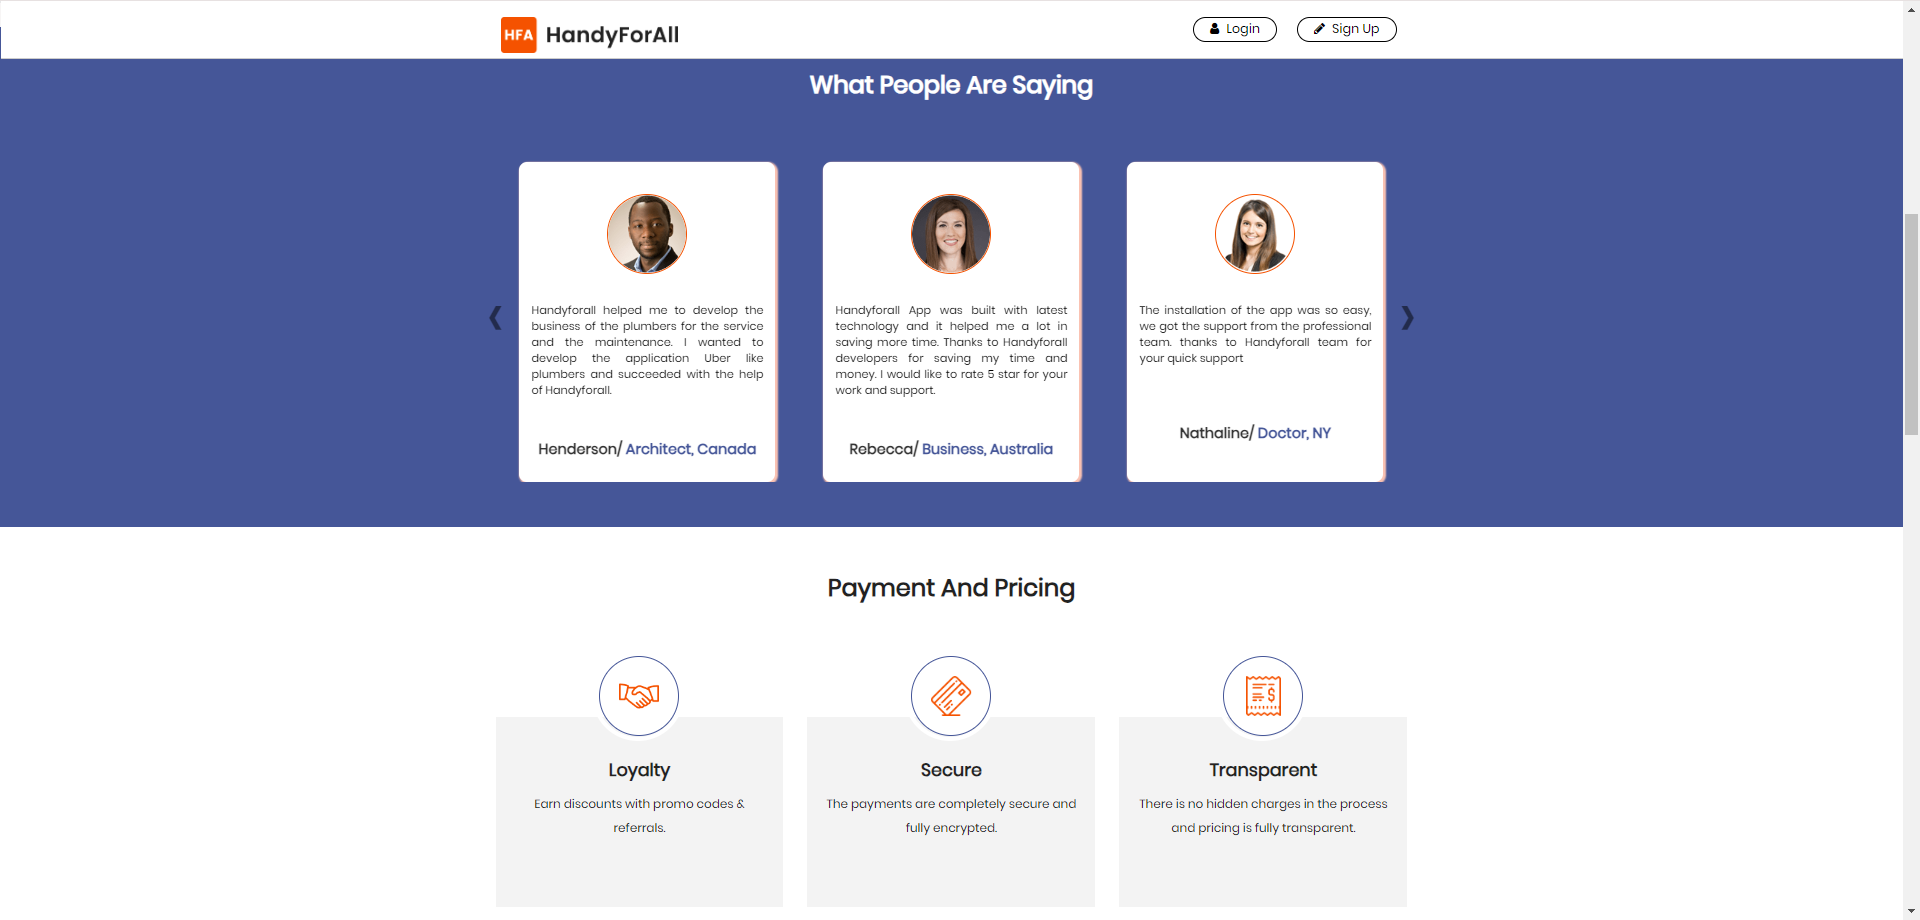 HFA HandyForAll
Login
Sign Up
What People Are Saying
Handyforall helped me to develop the
business of the plumbers for the service
and the maintenance. I wanted to
develop the application Uber like
plumbers and succeeded with the help
of Handyforall.
Henderson/ Architect, Canada
Handyforall App was built with latest
technology and it helped me a lot in
saving more time. Thanks to Handyforall
developers for saving my time and
money. I would like to rate 5 star for your
work and support.
Rebecca/ Business, Australia
The installation of the app was so easy,
we got the support from the professional
team. thanks to Handyforall team for
your quick support
Nathaline/ Doctor, NY
Payment And Pricing
Loyalty
Earn discounts with promo codes &
referrals.
Secure
The payments are completely secure and
fully encrypted.
Transparent
There is no hidden charges in the process
and pricing is fully transparent.